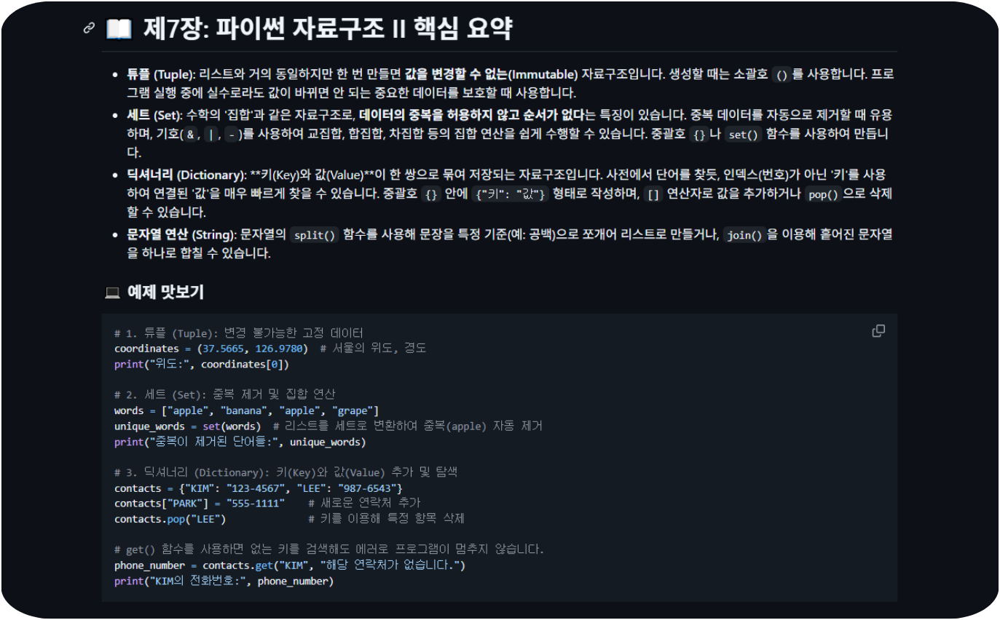 📖 제7장: 파이썬 자료구조 II 핵심 요약
• 튜플 (Tuple): 리스트와 거의 동일하지만 한 번 만들면 값을 변경할 수 없는(Immutable) 자료구조입니다. 생성할 때는 소괄호 () 를 사용합니다. 프로
그램 실행 중에 실수로라도 값이 바뀌면 안 되는 중요한 데이터를 보호할 때 사용합니다.
• 세트 (Set): 수학의 '집합'과 같은 자료구조로, 데이터의 중복을 허용하지 않고 순서가 없다는 특징이 있습니다. 중복 데이터를 자동으로 제거할 때 유용
하며, 기호( & , | , - )를 사용하여 교집합, 합집합, 차집합 등의 집합 연산을 쉽게 수행할 수 있습니다. 중괄호 {} 나 set() 함수를 사용하여 만듭니
다.
• 딕셔너리 (Dictionary): **키(Key)와 값(Value)**이 한 쌍으로 묶여 저장되는 자료구조입니다. 사전에서 단어를 찾듯, 인덱스(번호)가 아닌 '키'를 사용
하여 연결된 '값'을 매우 빠르게 찾을 수 있습니다. 중괄호 {} 안에 {"키": "값"} 형태로 작성하며, [] 연산자로 값을 추가하거나 pop() 으로 삭제
할 수 있습니다.
• 문자열 연산 (String): 문자열의 split() 함수를 사용해 문장을 특정 기준(예: 공백)으로 쪼개어 리스트로 만들거나, join() 을 이용해 흩어진 문자열
을 하나로 합칠 수 있습니다.
💻 예제 맛보기
# 1. 튜플 (Tuple): 변경 불가능한 고정 데이터
coordinates = (37.5665, 126.9780)  # 서울의 위도, 경도
print("위도:", coordinates[0])
# 2. 세트 (Set): 중복 제거 및 집합 연산
words = ["apple", "banana", "apple", "grape"]
unique_words = set(words)  # 리스트를 세트로 변환하여 중복(apple) 자동 제거
print("중복이 제거된 단어들:", unique_words)
# 3. 딕셔너리 (Dictionary): 키(Key)와 값(Value) 추가 및 탐색
contacts = {"KIM": "123-4567", "LEE": "987-6543"}
contacts["PARK"] = "555-1111"    # 새로운 연락처 추가
contacts.pop("LEE")              # 키를 이용해 특정 항목 삭제
# get() 함수를 사용하면 없는 키를 검색해도 에러로 프로그램이 멈추지 않습니다.
phone_number = contacts.get("KIM", "해당 연락처가 없습니다.")
print("KIM의 전화번호:", phone_number)